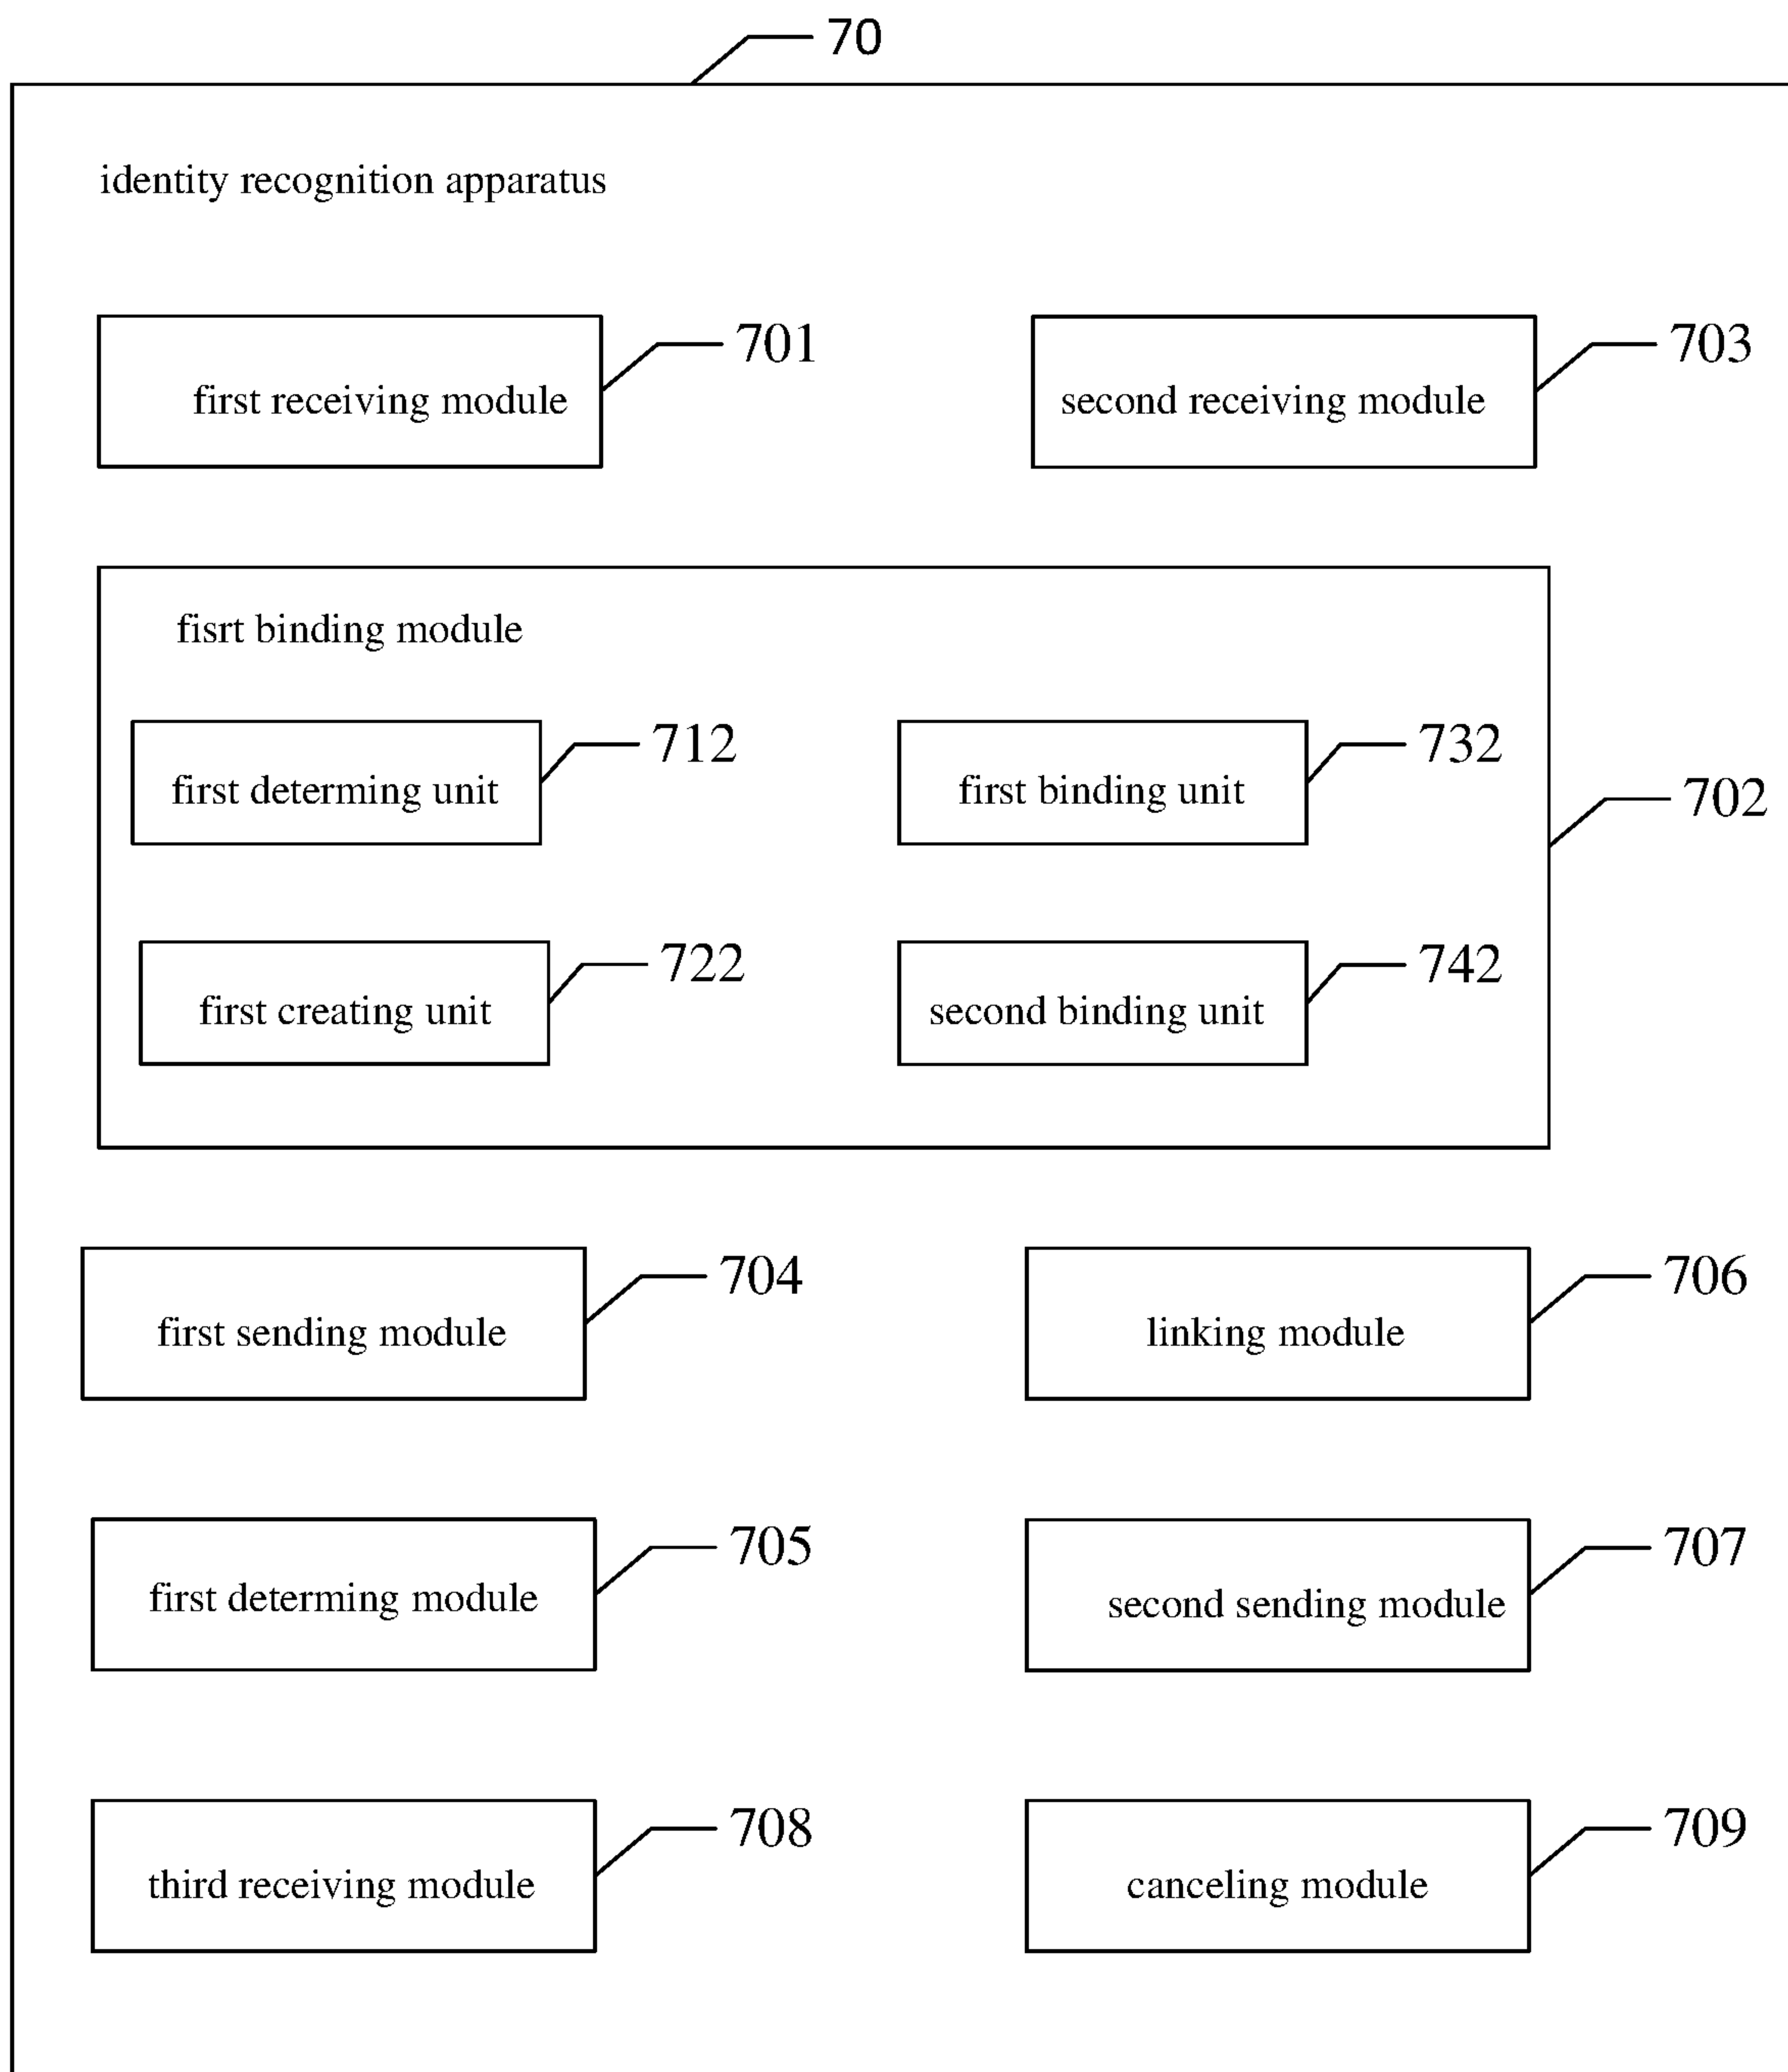 70
identity recognition apparatus
701
703
first receiving module
second receiving module
fisrt binding module
712
732
702
first determing unit
first binding unit
722
742
first creating unit
second binding unit
704
706
first sending module
linking module
705
707
first determing module
second sending module
708
709
third receiving module
canceling module